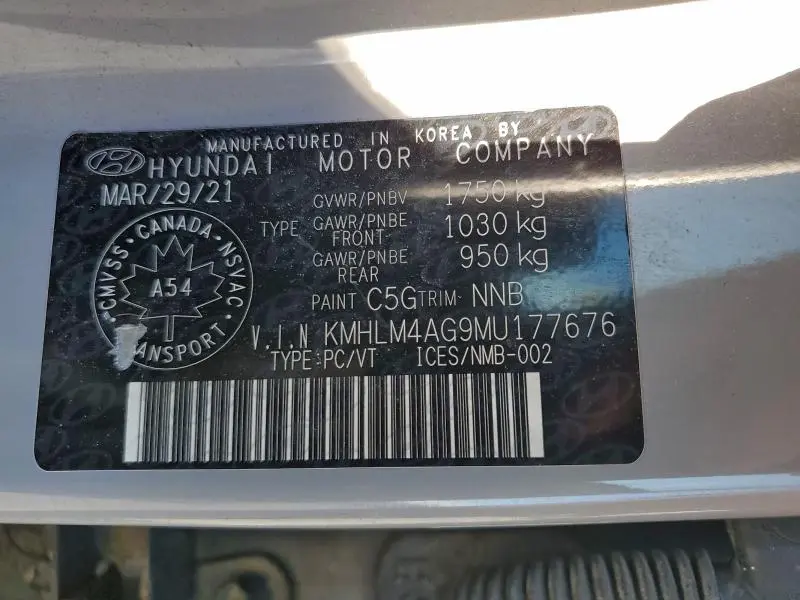 MANUFACTURED IN KOREA BY
HYUNDAI MOTOR COMPANY
MAR/29/21
GVWR/PNBV 1750 kg
TYPE GAWR/PNBE FRONT 1030 kg
GAWR/PNBE REAR 950 kg
CMVSS · CANADA · NSVAC
A54
PAINT C5G TRIM NNB
V.I.N KMHLM4AG9MU177676
TYPE:PC/VT ICES/NMB-002